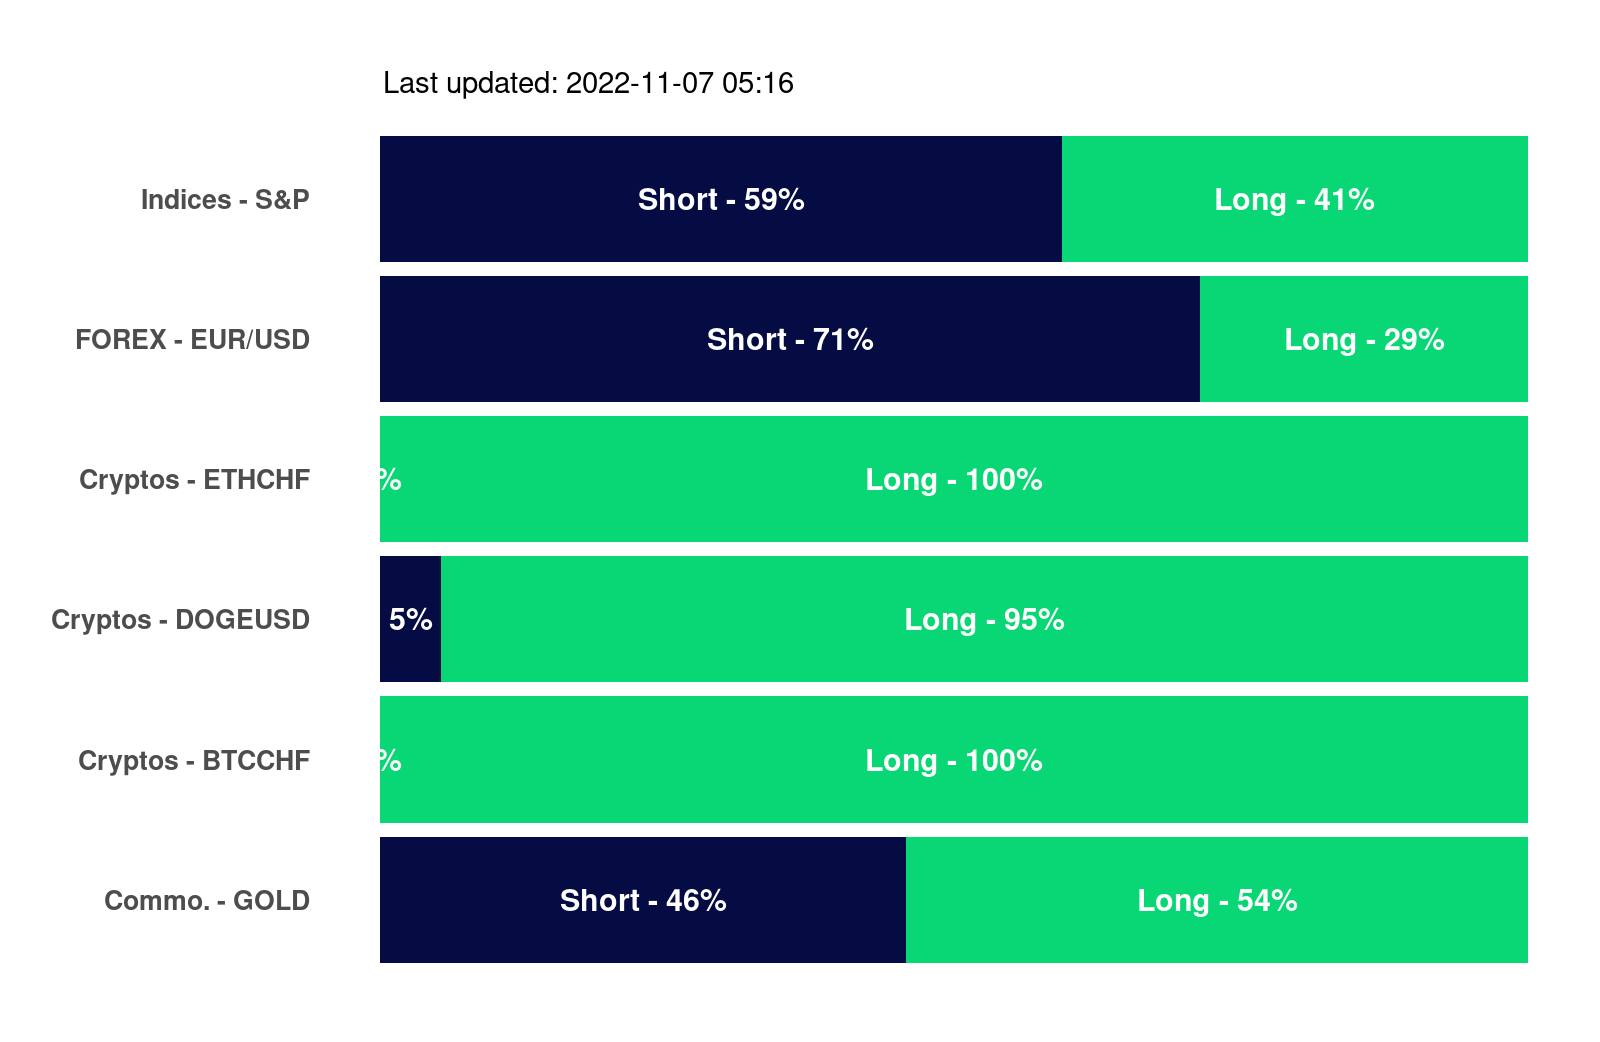 Last updated: 2022-11-07 05:16
Indices - S&P Short - 59% Long - 41%
FOREX - EUR/USD Short - 71% Long - 29%
Cryptos - ETHCHF % Long - 100%
Cryptos - DOGEUSD 5% Long - 95%
Cryptos - BTCCHF % Long - 100%
Commo. - GOLD Short - 46% Long - 54%